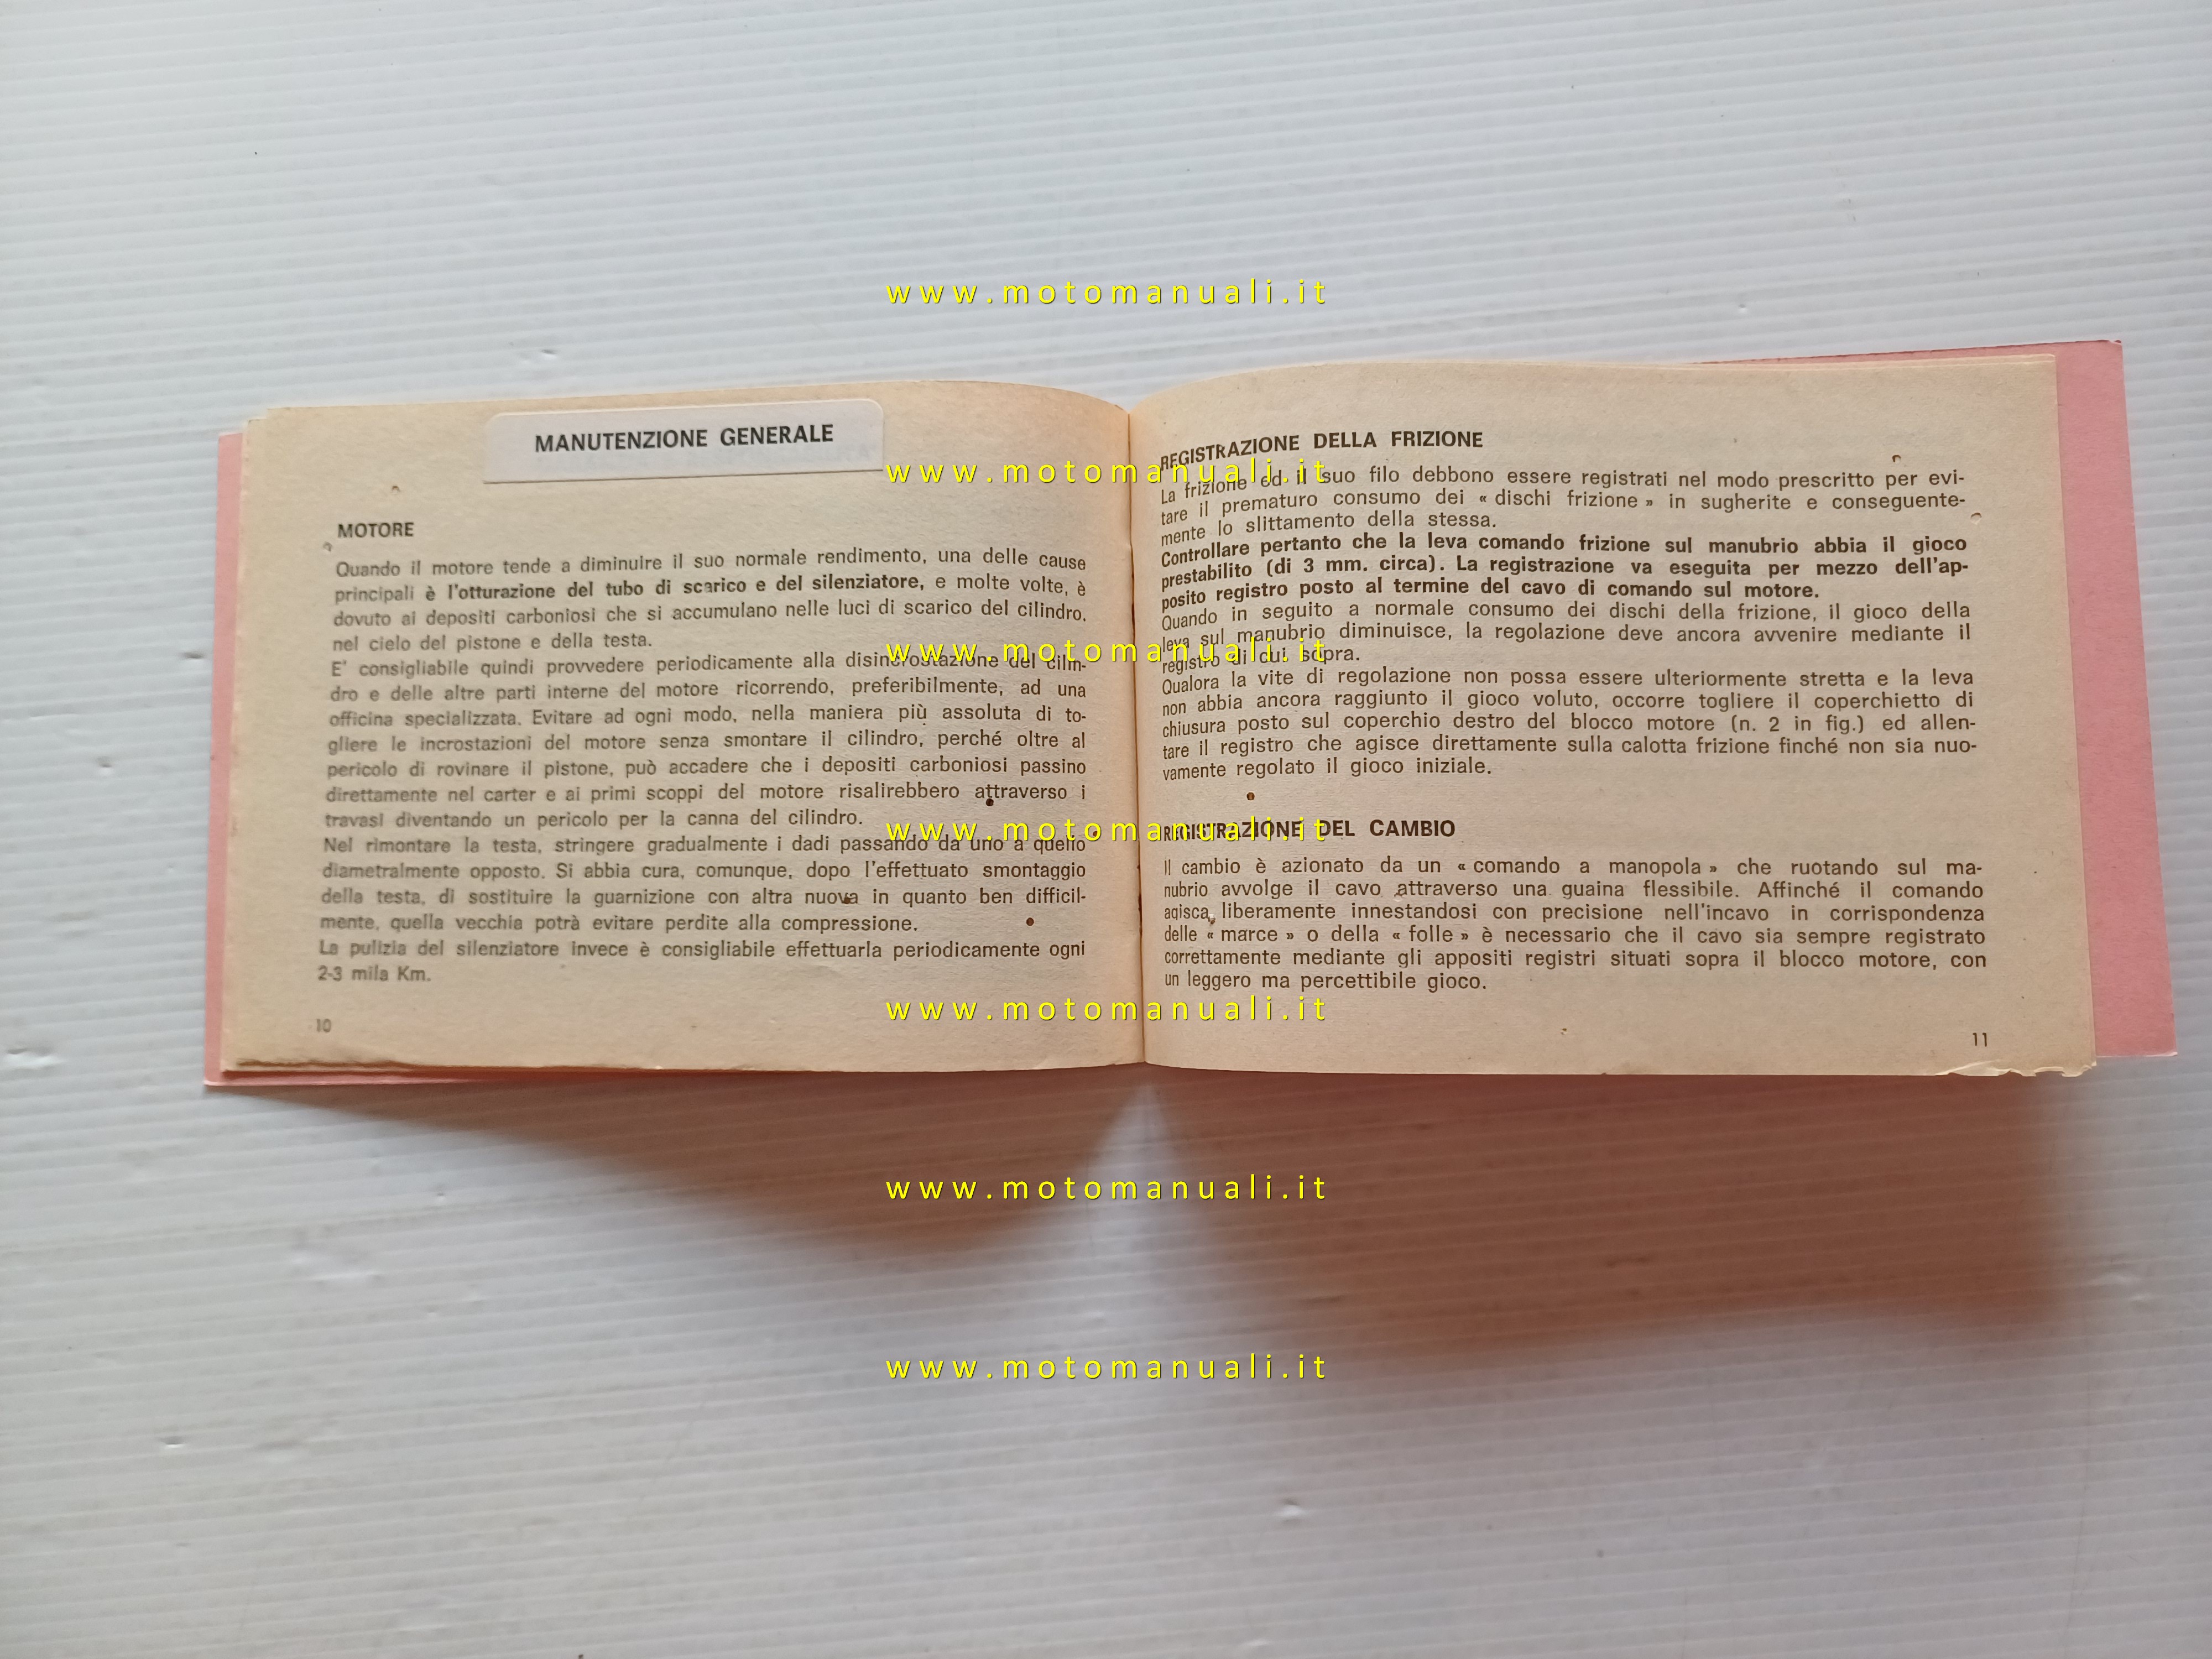 www.motomanuali.it
MANUTENZIONE GENERALE
MOTORE
Quando il motore tende a diminuire il suo normale rendimento, una delle cause
principali è l'otturazione del tubo di scarico e del silenziatore, e molte volte, è
dovuto ai depositi carboniosi che si accumulano nelle luci di scarico del cilindro,
nel cielo del pistone e della testa.
E' consigliabile quindi provvedere periodicamente alla disincrostazione del cilin-
dro e delle altre parti interne del motore ricorrendo, preferibilmente, ad una
officina specializzata. Evitare ad ogni modo, nella maniera più assoluta di to-
gliere le incrostazioni del motore senza smontare il cilindro, perché oltre al
pericolo di rovinare il pistone, può accadere che i depositi carboniosi passino
direttamente nel carter e ai primi scoppi del motore risalirebbero attraverso i
travasi diventando un pericolo per la canna del cilindro.
Nel rimontare la testa, stringere gradualmente i dadi passando da uno a quello
diametralmente opposto. Si abbia cura, comunque, dopo l'effettuato smontaggio
della testa, di sostituire la guarnizione con altra nuova in quanto ben difficil-
mente, quella vecchia potrà evitare perdite alla compressione.
La pulizia del silenziatore invece è consigliabile effettuarla periodicamente ogni
2-3 mila Km.
10
REGISTRAZIONE DELLA FRIZIONE
La frizione ed il suo filo debbono essere registrati nel modo prescritto per evi-
tare il prematuro consumo dei « dischi frizione » in sugherite e conseguente-
mente lo slittamento della stessa.
Controllare pertanto che la leva comando frizione sul manubrio abbia il gioco
prestabilito (di 3 mm. circa). La registrazione va eseguita per mezzo dell'ap-
posito registro posto al termine del cavo di comando sul motore.
Quando in seguito a normale consumo dei dischi della frizione, il gioco della
leva sul manubrio diminuisce, la regolazione deve ancora avvenire mediante il
registro di cui sopra.
Qualora la vite di regolazione non possa essere ulteriormente stretta e la leva
non abbia ancora raggiunto il gioco voluto, occorre togliere il coperchietto di
chiusura posto sul coperchio destro del blocco motore (n. 2 in fig.) ed allen-
tare il registro che agisce direttamente sulla calotta frizione finché non sia nuo-
vamente regolato il gioco iniziale.
REGISTRAZIONE DEL CAMBIO
Il cambio è azionato da un « comando a manopola » che ruotando sul ma-
nubrio avvolge il cavo attraverso una guaina flessibile. Affinché il comando
agisca liberamente innestandosi con precisione nell'incavo in corrispondenza
delle « marce » o della « folle » è necessario che il cavo sia sempre registrato
correttamente mediante gli appositi registri situati sopra il blocco motore, con
un leggero ma percettibile gioco.
11
www.motomanuali.it
www.motomanuali.it
www.motomanuali.it
www.motomanuali.it
www.motomanuali.it
www.motomanuali.it